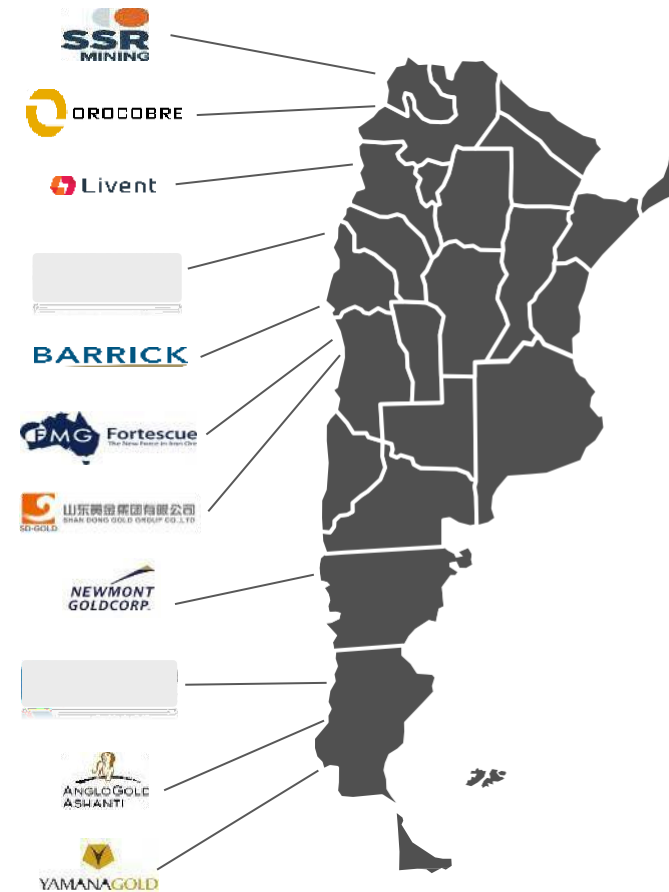 SSR
MINING
OROCOBRE
Livent
BARRICK
FMG Fortescue
The New Force in Iron Ore
山东黄金集团有限公司
SHAN DONG GOLD GROUP CO.,LTD
SD-GOLD
NEWMONT
GOLDCORP.
ANGLOGOLD
ASHANTI
YAMANAGOLD